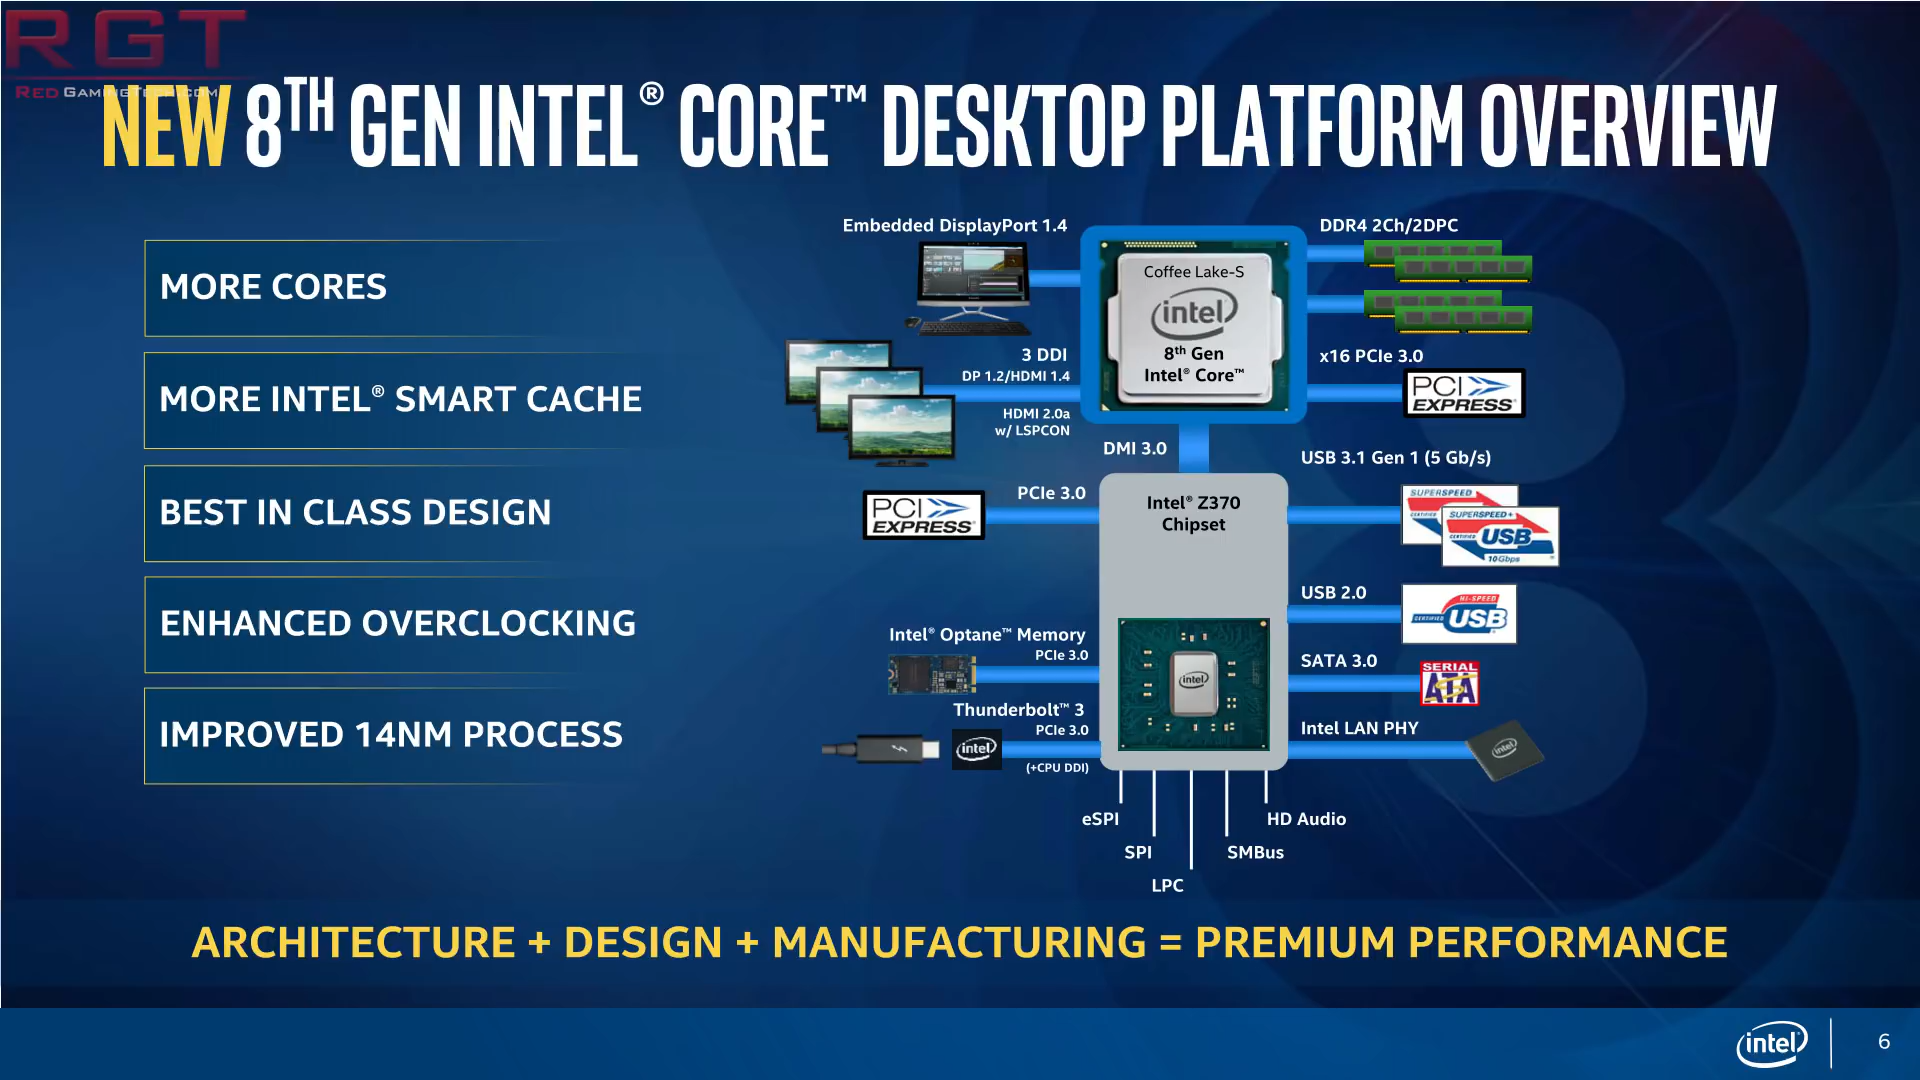 RGT
RED GAMINGTECH.COM
NEW 8TH GEN INTEL® CORE™ DESKTOP PLATFORM OVERVIEW
MORE CORES
MORE INTEL® SMART CACHE
BEST IN CLASS DESIGN
ENHANCED OVERCLOCKING
IMPROVED 14NM PROCESS
Embedded DisplayPort 1.4
3 DDI
DP 1.2/HDMI 1.4
HDMI 2.0a
w/ LSPCON
Coffee Lake-S
intel
8th Gen
Intel® Core™
DDR4 2Ch/2DPC
x16 PCIe 3.0
PCI
EXPRESS®
DMI 3.0
PCIe 3.0
PCI
EXPRESS®
Intel® Z370
Chipset
intel
USB 3.1 Gen 1 (5 Gb/s)
SUPERSPEED
CERTIFIED
SUPERSPEED+
CERTIFIED USB
10Gbps
USB 2.0
HI-SPEED
CERTIFIED USB
SATA 3.0
SERIAL
ATA
Intel LAN PHY
intel
Intel® Optane™ Memory
PCIe 3.0
Thunderbolt™ 3
PCIe 3.0
intel
(+CPU DDI)
eSPI
SPI
LPC
SMBus
HD Audio
ARCHITECTURE + DESIGN + MANUFACTURING = PREMIUM PERFORMANCE
intel
6